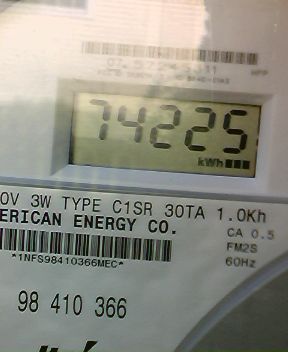 74225
kWh
0V 3W TYPE C1SR 30TA 1.0Kh
ERICAN ENERGY CO.
CA 0.5
FM2S
*1NFS98410366MEC*
60Hz
98 410 366